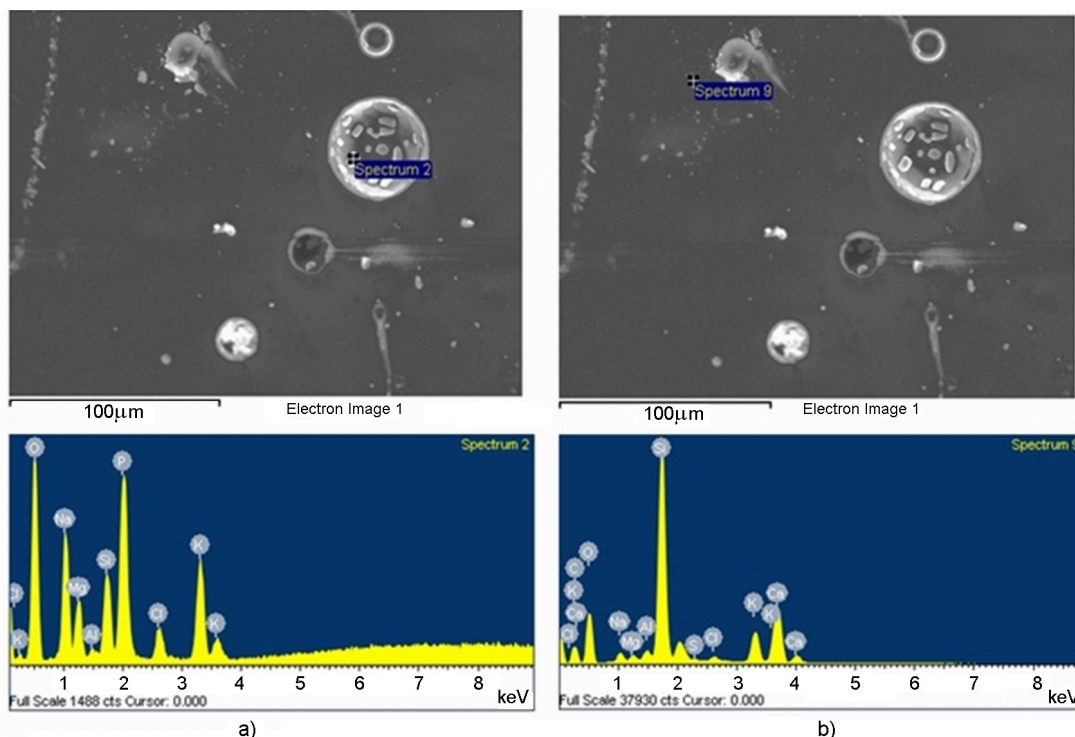 Spectrum 2
Spectrum 9
100µm
Electron Image 1
100µm
Electron Image 1
Spectrum 2
O
P
Na
K
Si
Mg
Cl
Cl
Al
K
K
1 2 3 4 5 6 7 8
keV
Full Scale 1488 cts Cursor: 0.000
a)
Spectrum 9
Si
O
C
K
Ca
Cl
Na
Mg
Al
S
Cl
K
K
Ca
Ca
1 2 3 4 5 6 7 8
keV
Full Scale 37930 cts Cursor: 0.000
b)